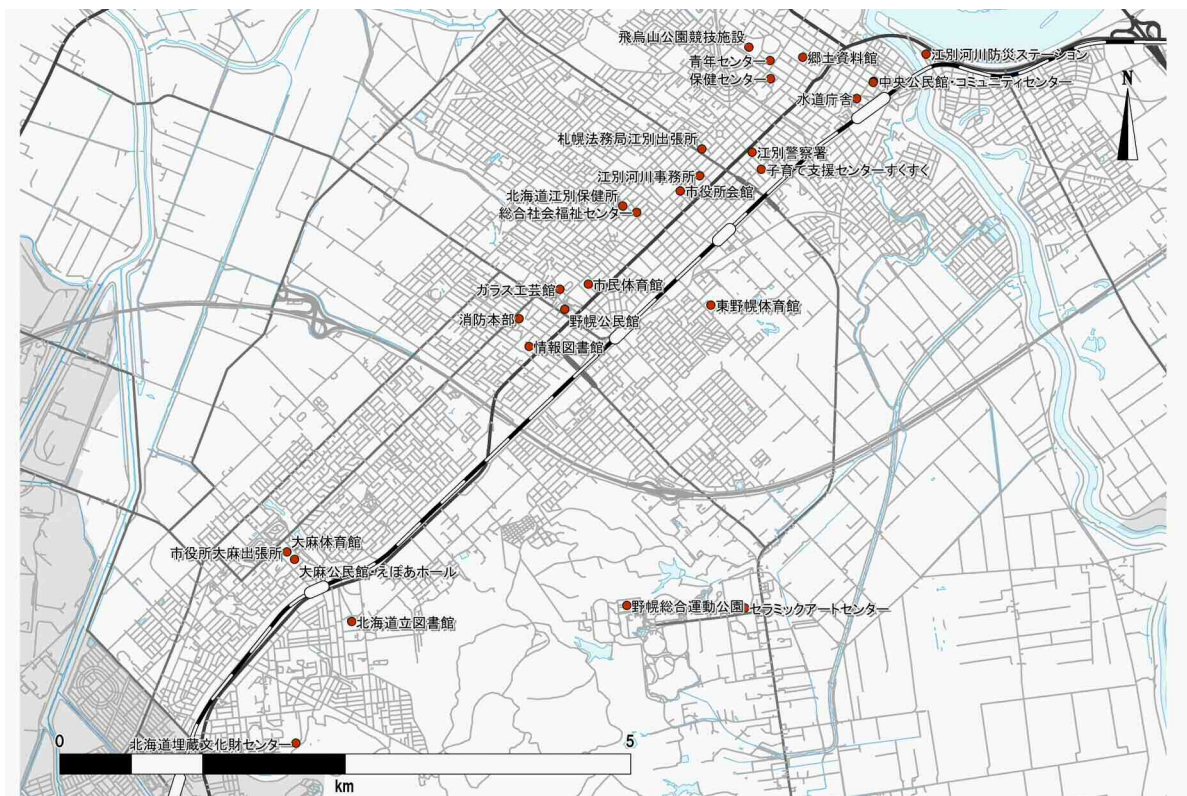 飛烏山公園競技施設
青年センター
郷土資料館
江別河川防災ステーション
保健センター
中央公民館・コミュニティセンター
N
水道庁舎
札幌法務局江別出張所
江別警察署
子育て支援センターすくすく
江別河川事務所
市役所会館
北海道江別保健所
総合社会福祉センター
市民体育館
ガラス工芸館
東野幌体育館
消防本部
野幌公民館
情報図書館
大麻体育館
市役所大麻出張所
大麻公民館・えぽあホール
野幌総合運動公園
セラミックアートセンター
北海道立図書館
北海道埋蔵文化財センター
0
5
km